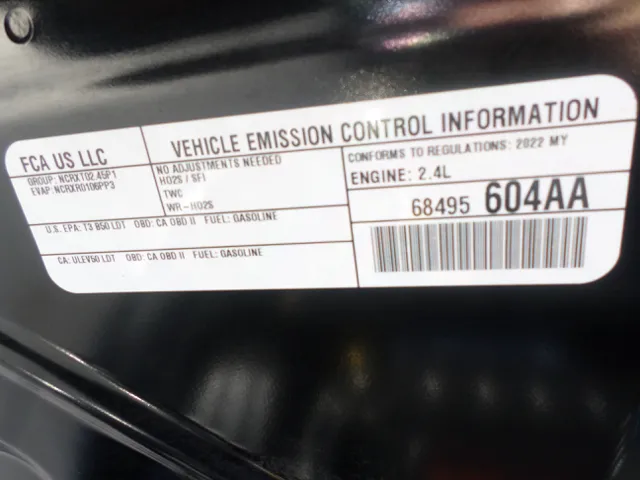 FCA US LLC
GROUP: NCRXT02.45P1
EVAP: NCRXR0106PP3
VEHICLE EMISSION CONTROL INFORMATION
NO ADJUSTMENTS NEEDED
HO2S / SFI
TWC
WR-HO2S
CONFORMS TO REGULATIONS: 2022 MY
ENGINE: 2.4L
68495 604AA
U.S. EPA: T3 B50 LDT OBD: CA OBD II FUEL: GASOLINE
CA: ULEV50 LDT OBD: CA OBD II FUEL: GASOLINE